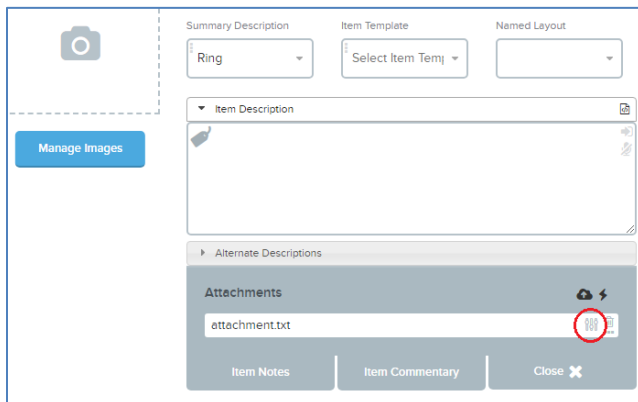 Summary Description Item Template Named Layout
Ring Select Item Temp
Item Description
Manage Images
Alternate Descriptions
Attachments
attachment.txt
Item Notes Item Commentary Close